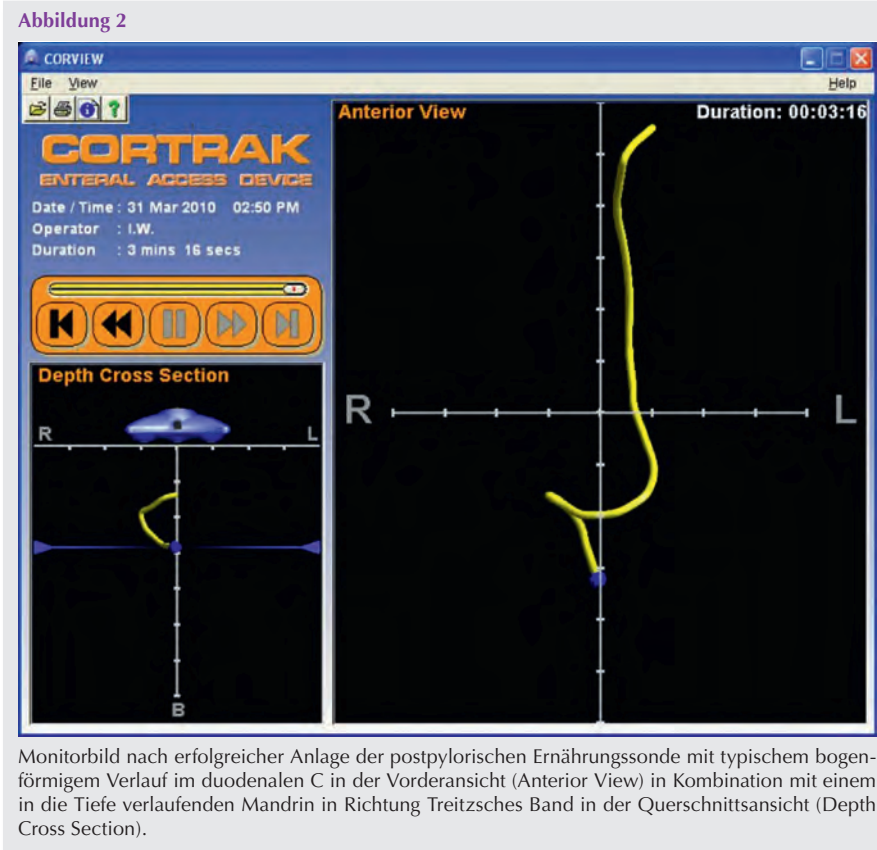 Abbildung 2
CORVIEW
File View Help
CORTRAK
ENTERAL ACCESS DEVICE
Date / Time : 31 Mar 2010 02:50 PM
Operator : I.W.
Duration : 3 mins 16 secs
Depth Cross Section
R L
B
Anterior View Duration: 00:03:16
R L
Monitorbild nach erfolgreicher Anlage der postpylorischen Ernährungssonde mit typischem bogen-
förmigem Verlauf im duodenalen C in der Vorderansicht (Anterior View) in Kombination mit einem
in die Tiefe verlaufenden Mandrin in Richtung Treitzsches Band in der Querschnittsansicht (Depth
Cross Section).